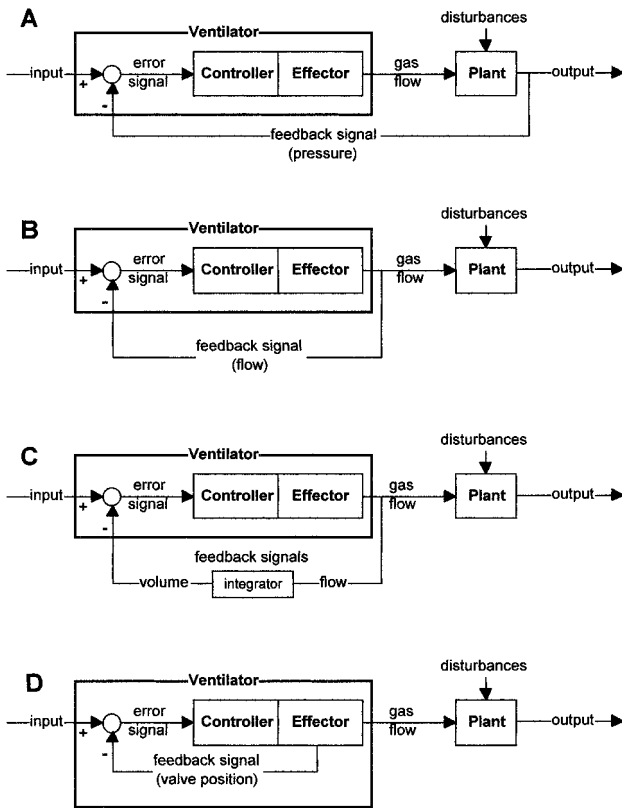 A
disturbances
Ventilator
input
+
-
error
signal
Controller
Effector
gas
flow
Plant
output
feedback signal
(pressure)
B
disturbances
Ventilator
input
+
-
error
signal
Controller
Effector
gas
flow
Plant
output
feedback signal
(flow)
C
disturbances
Ventilator
input
+
-
error
signal
Controller
Effector
gas
flow
Plant
output
feedback signals
volume
integrator
flow
D
disturbances
Ventilator
input
+
-
error
signal
Controller
Effector
gas
flow
Plant
output
feedback signal
(valve position)